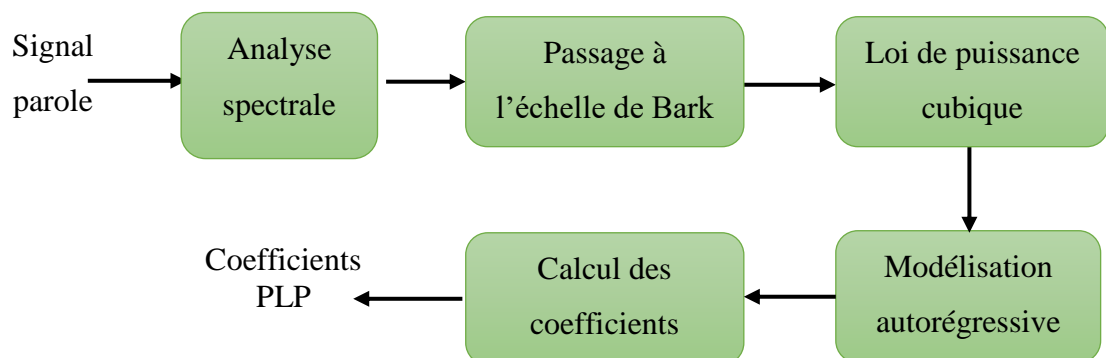 Signal
parole
Analyse
spectrale
Passage à
l’échelle de Bark
Loi de puissance
cubique
Modélisation
autorégressive
Calcul des
coefficients
Coefficients
PLP